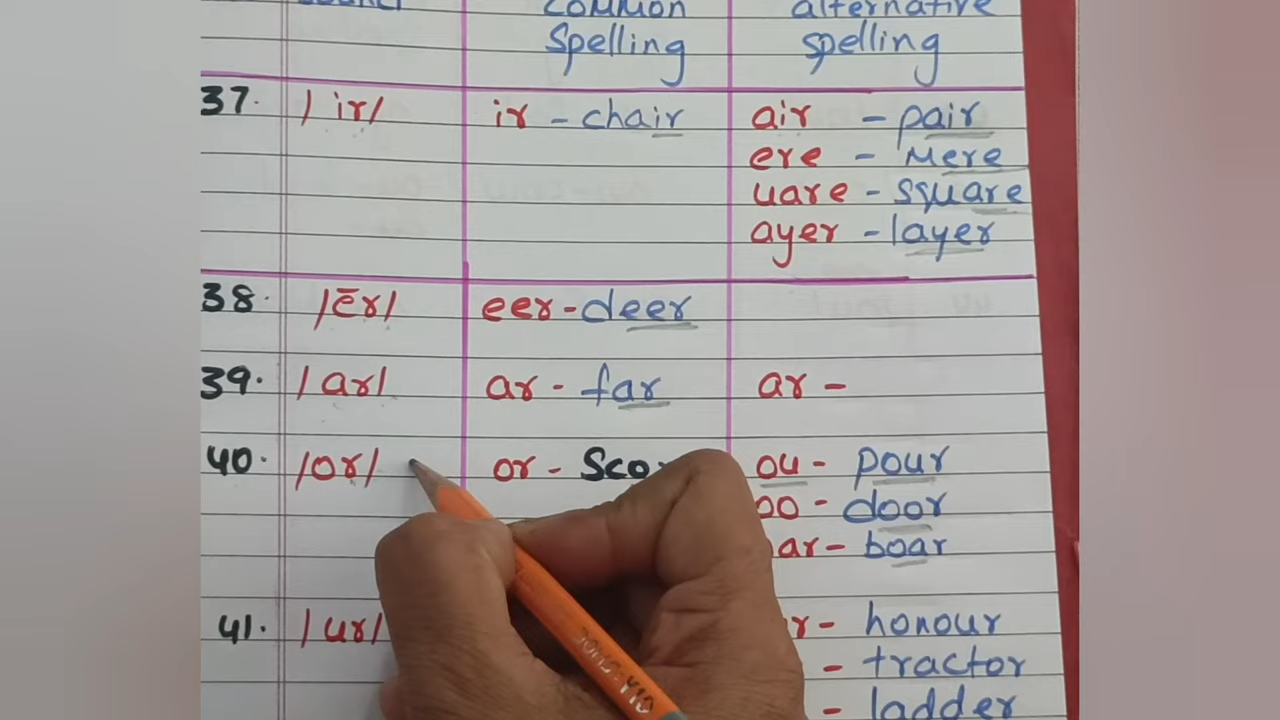 common alternative
Spelling spelling
37. /ir/ ir - chair air - pair
ere - Mere
uare - square
ayer - layer
38. /ēr/ eer - deer
39. /ar/ ar - far ar -
40. /or/ or - ou - pour
oo - door
ar - boar
41. /ur/ - honour
- tractor
- ladder